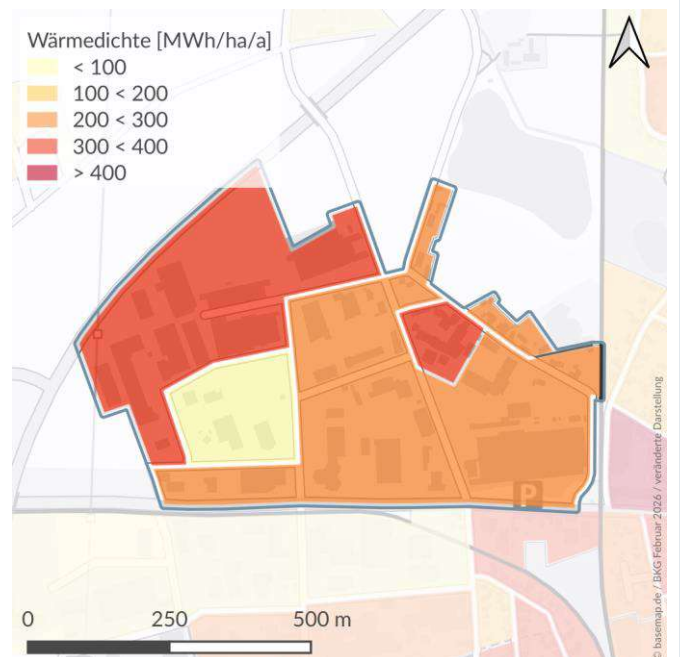 Wärmedichte [MWh/ha/a]
< 100
100 < 200
200 < 300
300 < 400
> 400
P
0 250 500 m
© basemap.de / BKG Februar 2026 / veränderte Darstellung